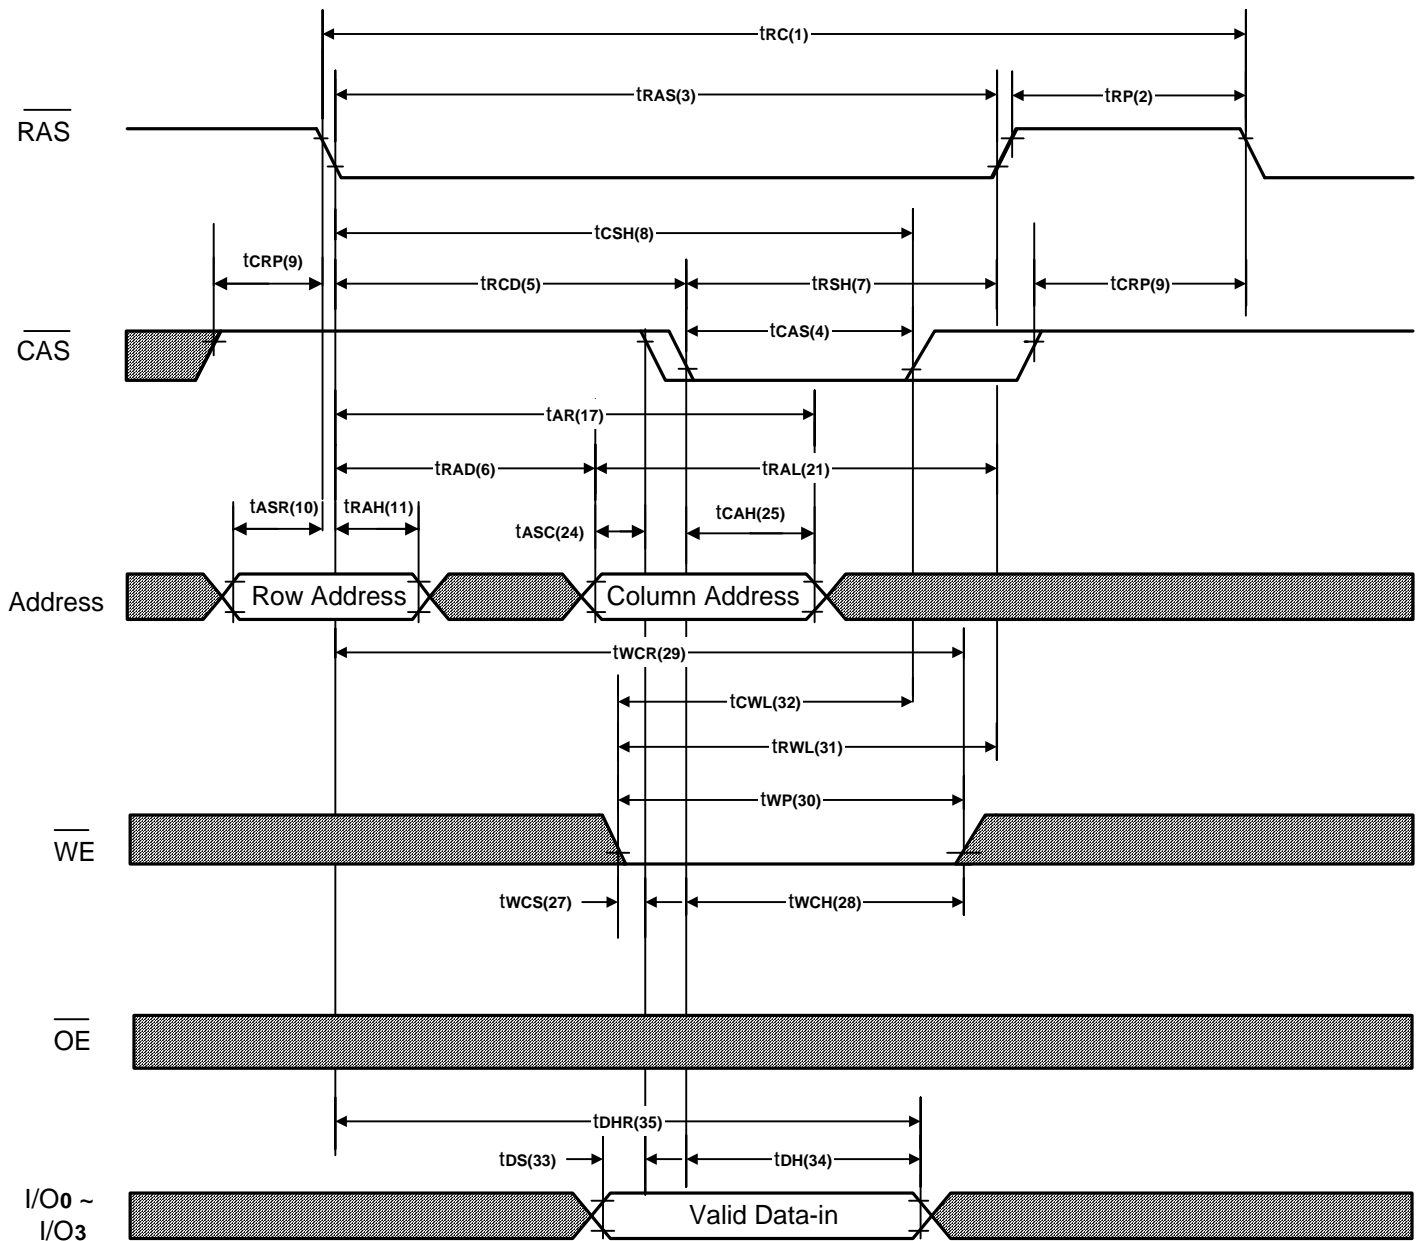 tRC(1)
tRAS(3)
tRP(2)
RAS
tCSH(8)
tCRP(9)
tRCD(5)
tRSH(7)
tCRP(9)
tCAS(4)
CAS
tAR(17)
tRAD(6)
tRAL(21)
tASR(10)
tRAH(11)
tASC(24)
tCAH(25)
Address
Row Address
Column Address
tWCR(29)
tCWL(32)
tRWL(31)
tWP(30)
WE
tWCS(27)
tWCH(28)
OE
tDHR(35)
tDS(33)
tDH(34)
I/O0 ~
I/O3
Valid Data-in